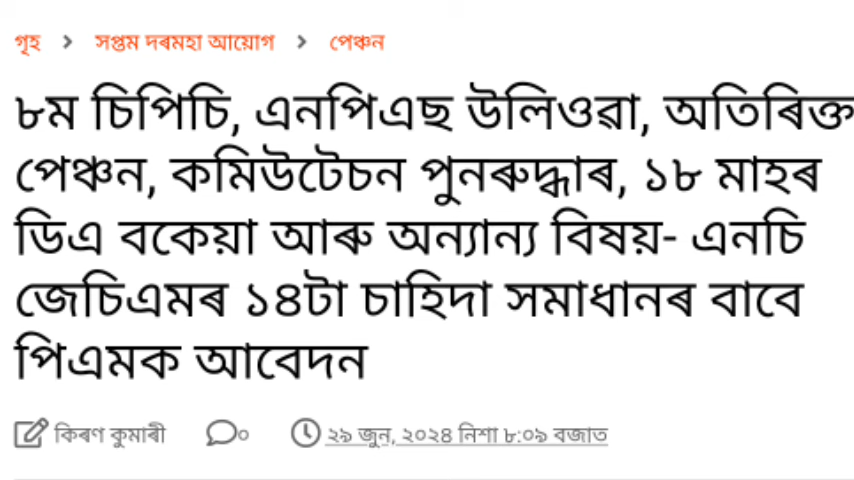 গৃহ > সপ্তম দৰমহা আয়োগ > পেঞ্চন
৮ম চিপিচি, এনপিএছ উলিওৱা, অতিৰিক্ত
পেঞ্চন, কমিউটেচন পুনৰুদ্ধাৰ, ১৮ মাহৰ
ডিএ বকেয়া আৰু অন্যান্য বিষয়- এনচি
জেচিএমৰ ১৪টা চাহিদা সমাধানৰ বাবে
পিএমক আবেদন
কিৰণ কুমাৰী ০ ২৯ জুন, ২০২৪ নিশা ৮:০৯ বজাত